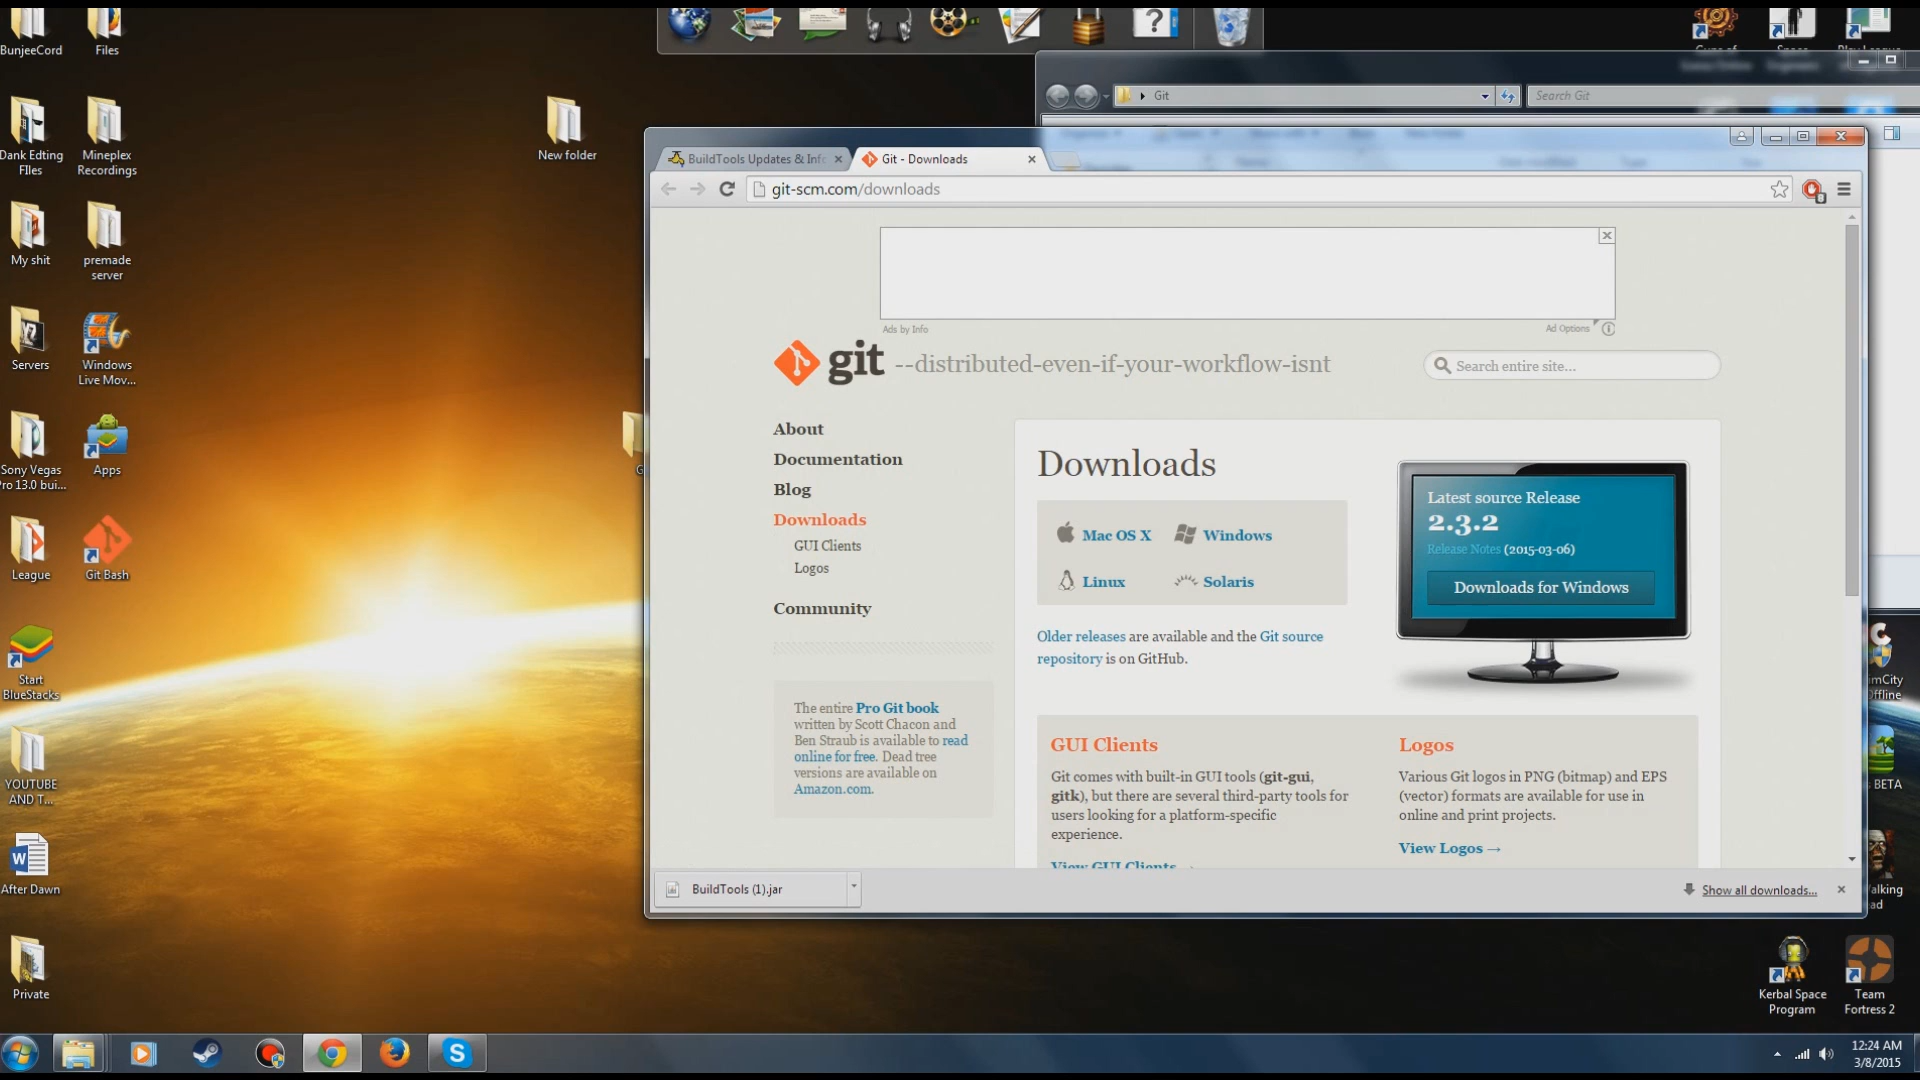 BunjeeCord
Files
Dank Edting
FIles
Mineplex
Recordings
New folder
My shit
premade
server
Servers
Windows
Live Mov...
Sony Vegas
Pro 13.0 bui...
Apps
League
Git Bash
Start
BlueStacks
YOUTUBE
AND T...
After Dawn
Private
Git
Search Git
BuildTools Updates & Inf
Git - Downloads
git-scm.com/downloads
Ads by Info
Ad Options
git --distributed-even-if-your-workflow-isnt
Search entire site...
About
Documentation
Blog
Downloads
GUI Clients
Logos
Community
The entire Pro Git book
written by Scott Chacon and
Ben Straub is available to read
online for free. Dead tree
versions are available on
Amazon.com.
Downloads
Mac OS X
Windows
Linux
Solaris
Older releases are available and the Git source
repository is on GitHub.
Latest source Release
2.3.2
Release Notes (2015-03-06)
Downloads for Windows
GUI Clients
Git comes with built-in GUI tools (git-gui,
gitk), but there are several third-party tools for
users looking for a platform-specific
experience.
View GUI Clients →
Logos
Various Git logos in PNG (bitmap) and EPS
(vector) formats are available for use in
online and print projects.
View Logos →
BuildTools (1).jar
Show all downloads...
imCity
Offline
BETA
Kerbal Space
Program
Team
Fortress 2
12:24 AM
3/8/2015